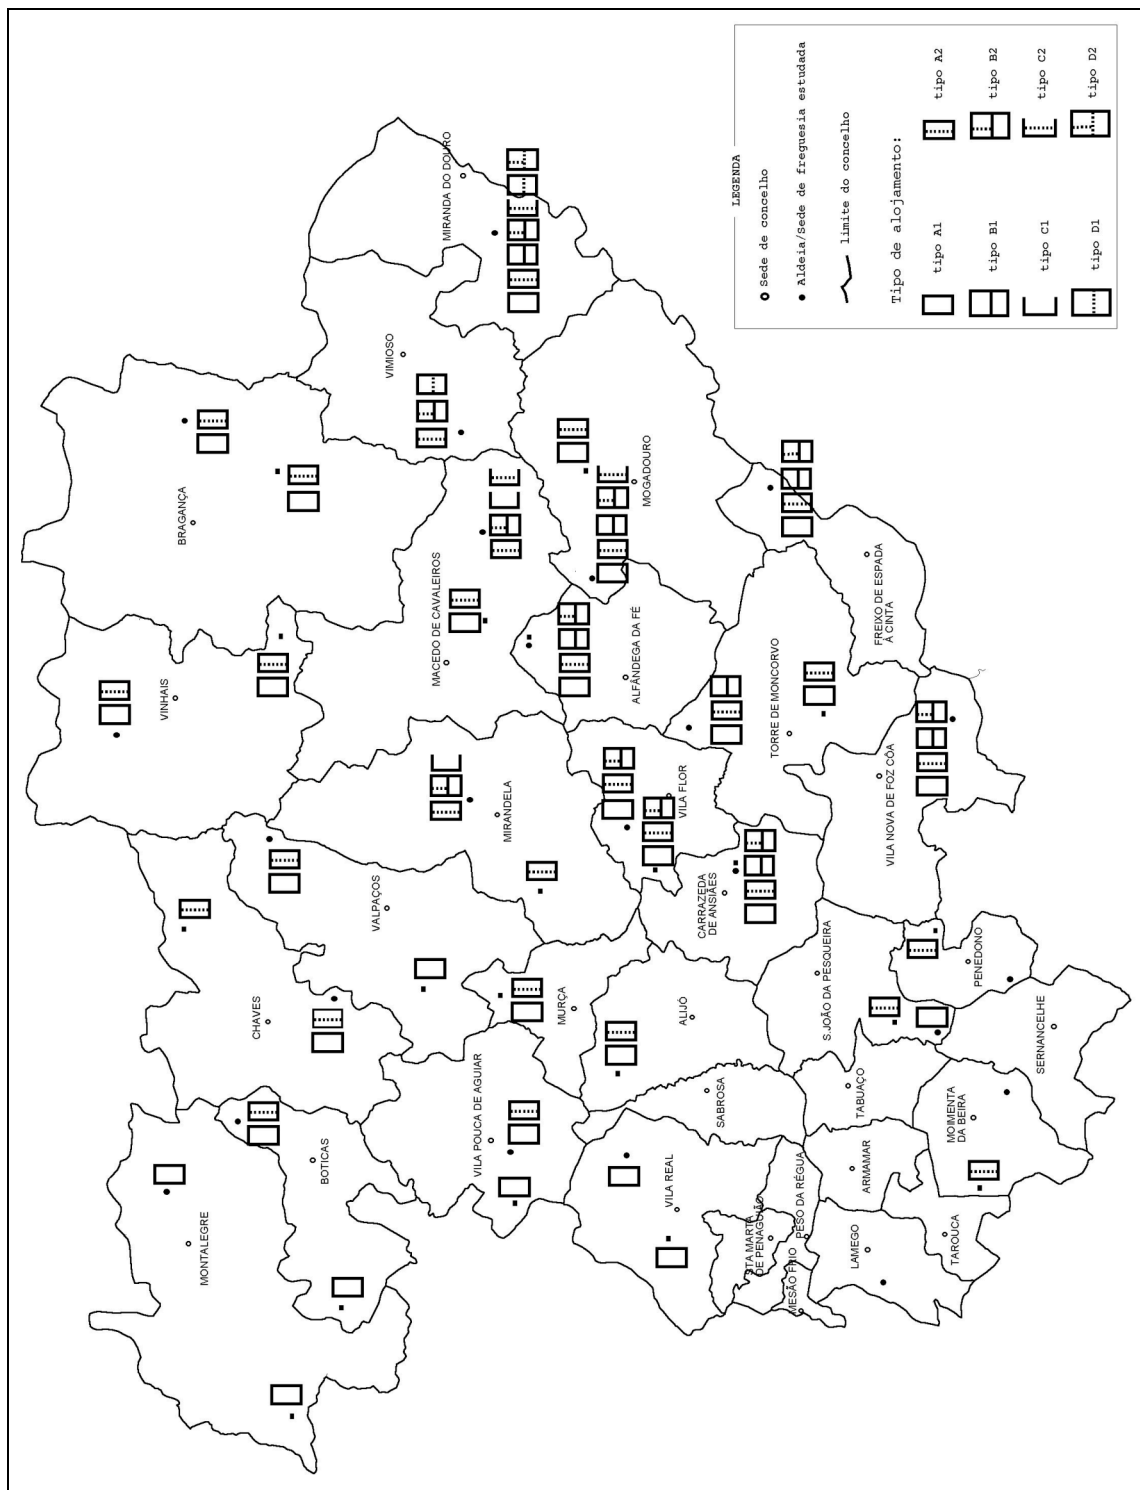 MIRANDA DO DOURO
VIMIOSO
BRAGANÇA
MOGADOURO
MACEDO DE CAVALEIROS
FREIXO DE ESPADA
À CINTA
VINHAIS
ALFÂNDEGA DA FÉ
TORRE DE MONCORVO
MIRANDELA
VILA FLOR
VILA NOVA DE FOZ CÔA
VALPAÇOS
CARRAZEDA
DE ANSIÃES
CHAVES
MURÇA
ALIJÓ
S.JOÃO DA PESQUEIRA
PENEDONO
SERNANCELHE
VILA POUCA DE AGUIAR
SABROSA
TABUAÇO
MOIMENTA
DA BEIRA
BOTICAS
MONTALEGRE
VILA REAL
STA MARTA
DE PENAGUIÃO
PESO DA RÉGUA
MESÃO FRIO
ARMAMAR
LAMEGO
TAROUCA
LEGENDA
Sede de concelho
Aldeia/Sede de freguesia estudada
limite do concelho
Tipo de alojamento:
tipo A1
tipo A2
tipo B1
tipo B2
tipo C1
tipo C2
tipo D1
tipo D2